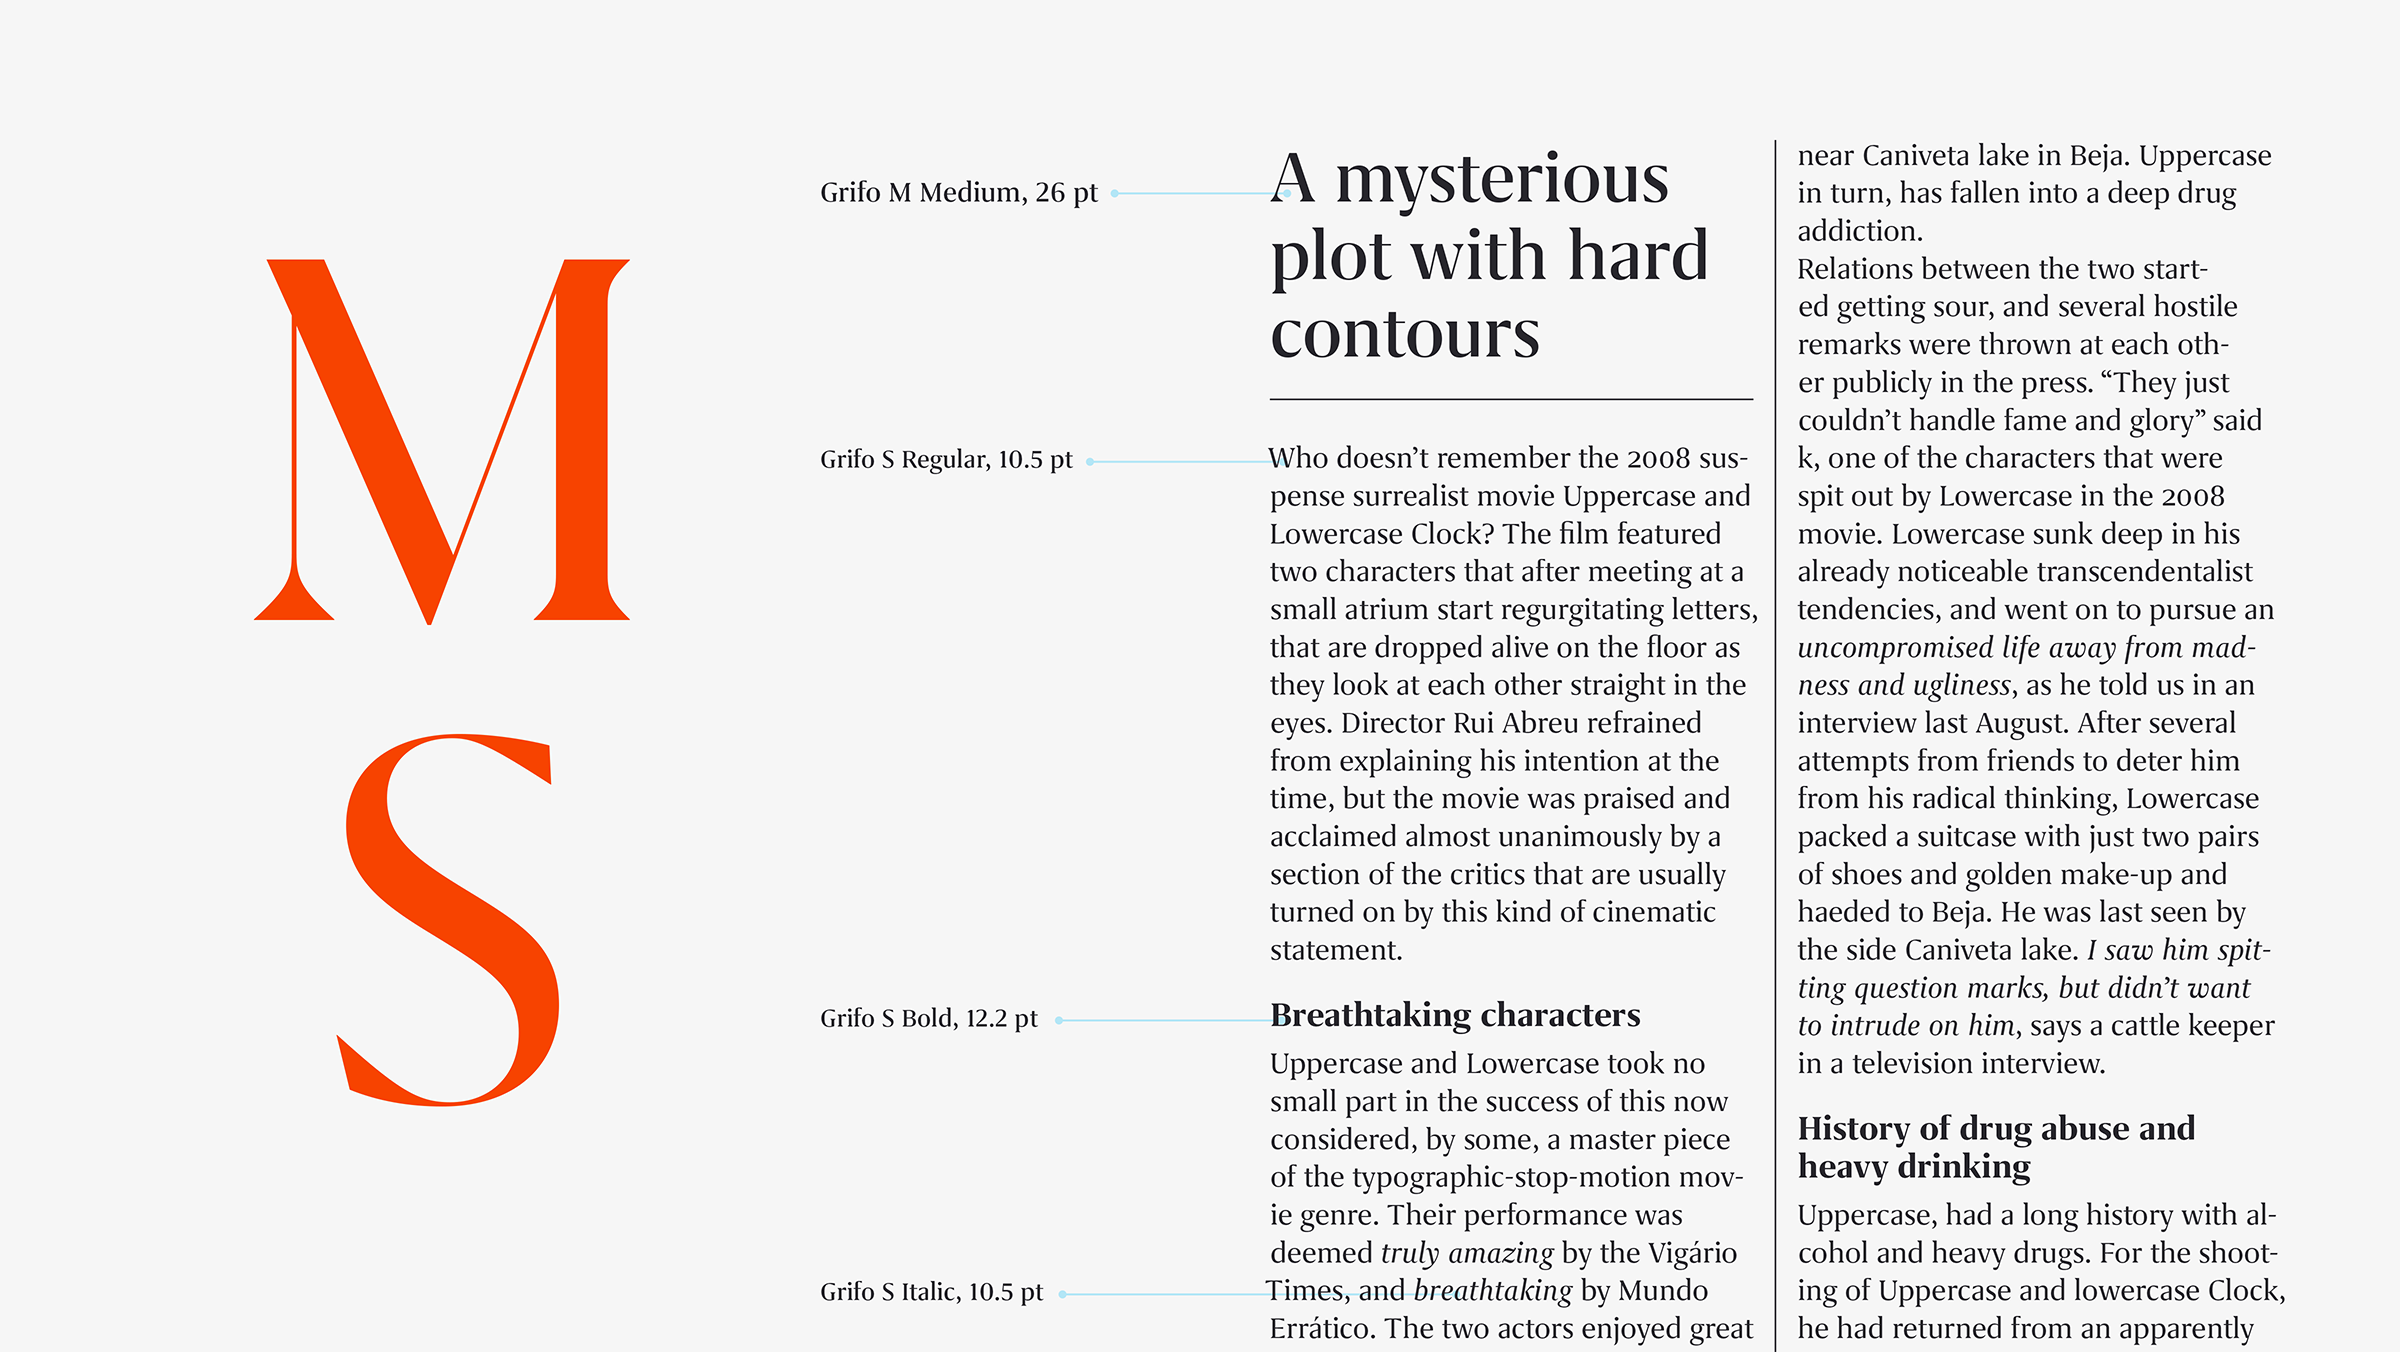 M
S
Grifo M Medium, 26 pt
Grifo S Regular, 10.5 pt
Grifo S Bold, 12.2 pt
Grifo S Italic, 10.5 pt
A mysterious
plot with hard
contours
Who doesn’t remember the 2008 sus-
pense surrealist movie Uppercase and
Lowercase Clock? The film featured
two characters that after meeting at a
small atrium start regurgitating letters,
that are dropped alive on the floor as
they look at each other straight in the
eyes. Director Rui Abreu refrained
from explaining his intention at the
time, but the movie was praised and
acclaimed almost unanimously by a
section of the critics that are usually
turned on by this kind of cinematic
statement.
Breathtaking characters
Uppercase and Lowercase took no
small part in the success of this now
considered, by some, a master piece
of the typographic-stop-motion mov-
ie genre. Their performance was
deemed truly amazing by the Vigário
Times, and breathtaking by Mundo
Errático. The two actors enjoyed great
near Caniveta lake in Beja. Uppercase
in turn, has fallen into a deep drug
addiction.
Relations between the two start-
ed getting sour, and several hostile
remarks were thrown at each oth-
er publicly in the press. “They just
couldn’t handle fame and glory” said
k, one of the characters that were
spit out by Lowercase in the 2008
movie. Lowercase sunk deep in his
already noticeable transcendentalist
tendencies, and went on to pursue an
uncompromised life away from mad-
ness and ugliness, as he told us in an
interview last August. After several
attempts from friends to deter him
from his radical thinking, Lowercase
packed a suitcase with just two pairs
of shoes and golden make-up and
haeded to Beja. He was last seen by
the side Caniveta lake. I saw him spit-
ting question marks, but didn’t want
to intrude on him, says a cattle keeper
in a television interview.
History of drug abuse and
heavy drinking
Uppercase, had a long history with al-
cohol and heavy drugs. For the shoot-
ing of Uppercase and lowercase Clock,
he had returned from an apparently